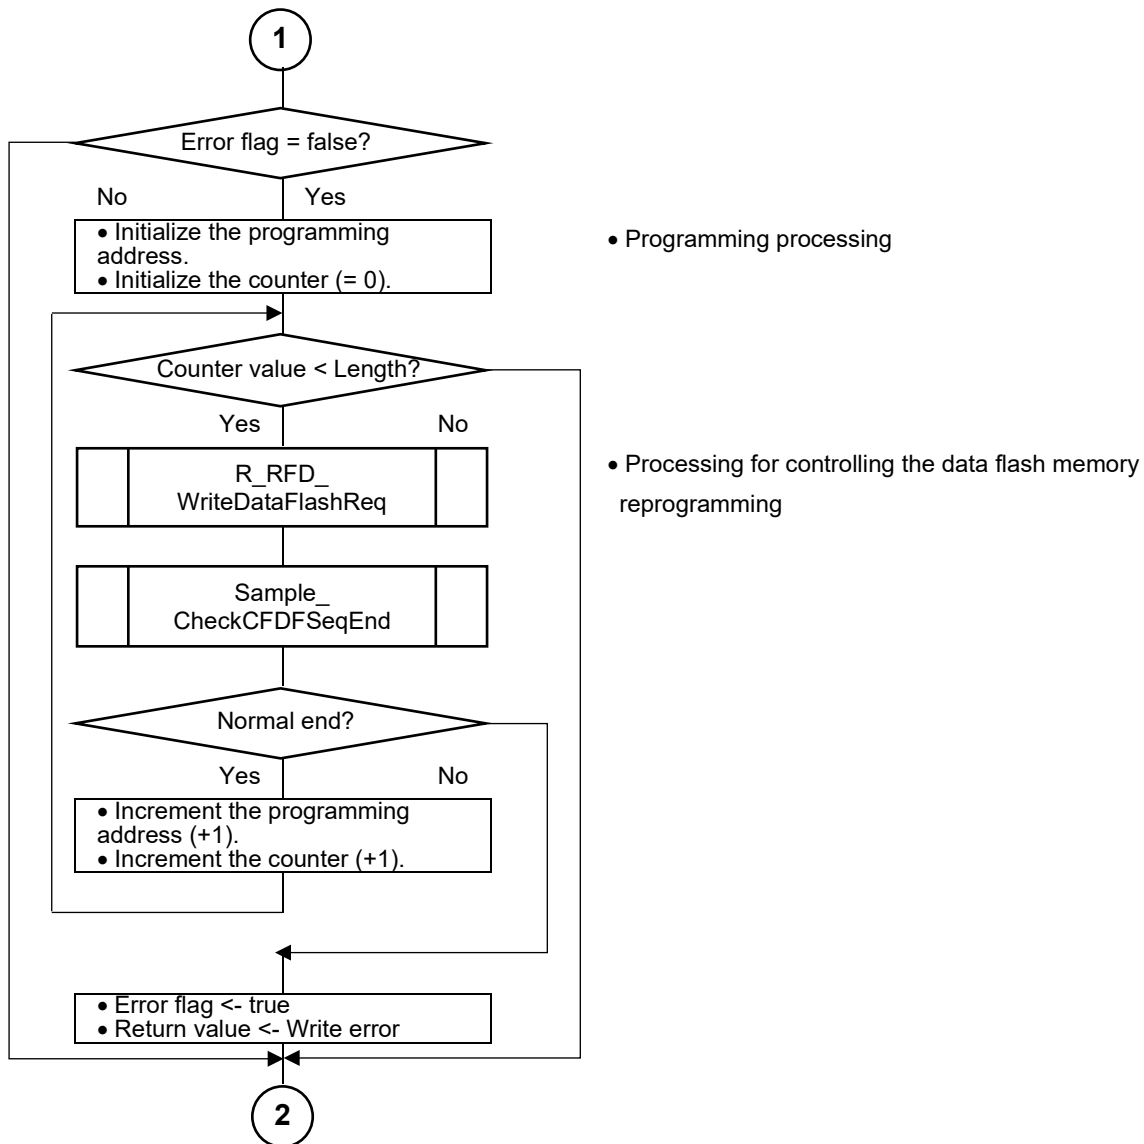 1
Error flag = false?
No Yes
• Initialize the programming
address.
• Initialize the counter (= 0).
• Programming processing
Counter value < Length?
Yes No
R_RFD_
WriteDataFlashReq
• Processing for controlling the data flash memory
reprogramming
Sample_
CheckCFDFSeqEnd
Normal end?
Yes No
• Increment the programming
address (+1).
• Increment the counter (+1).
• Error flag <- true
• Return value <- Write error
2